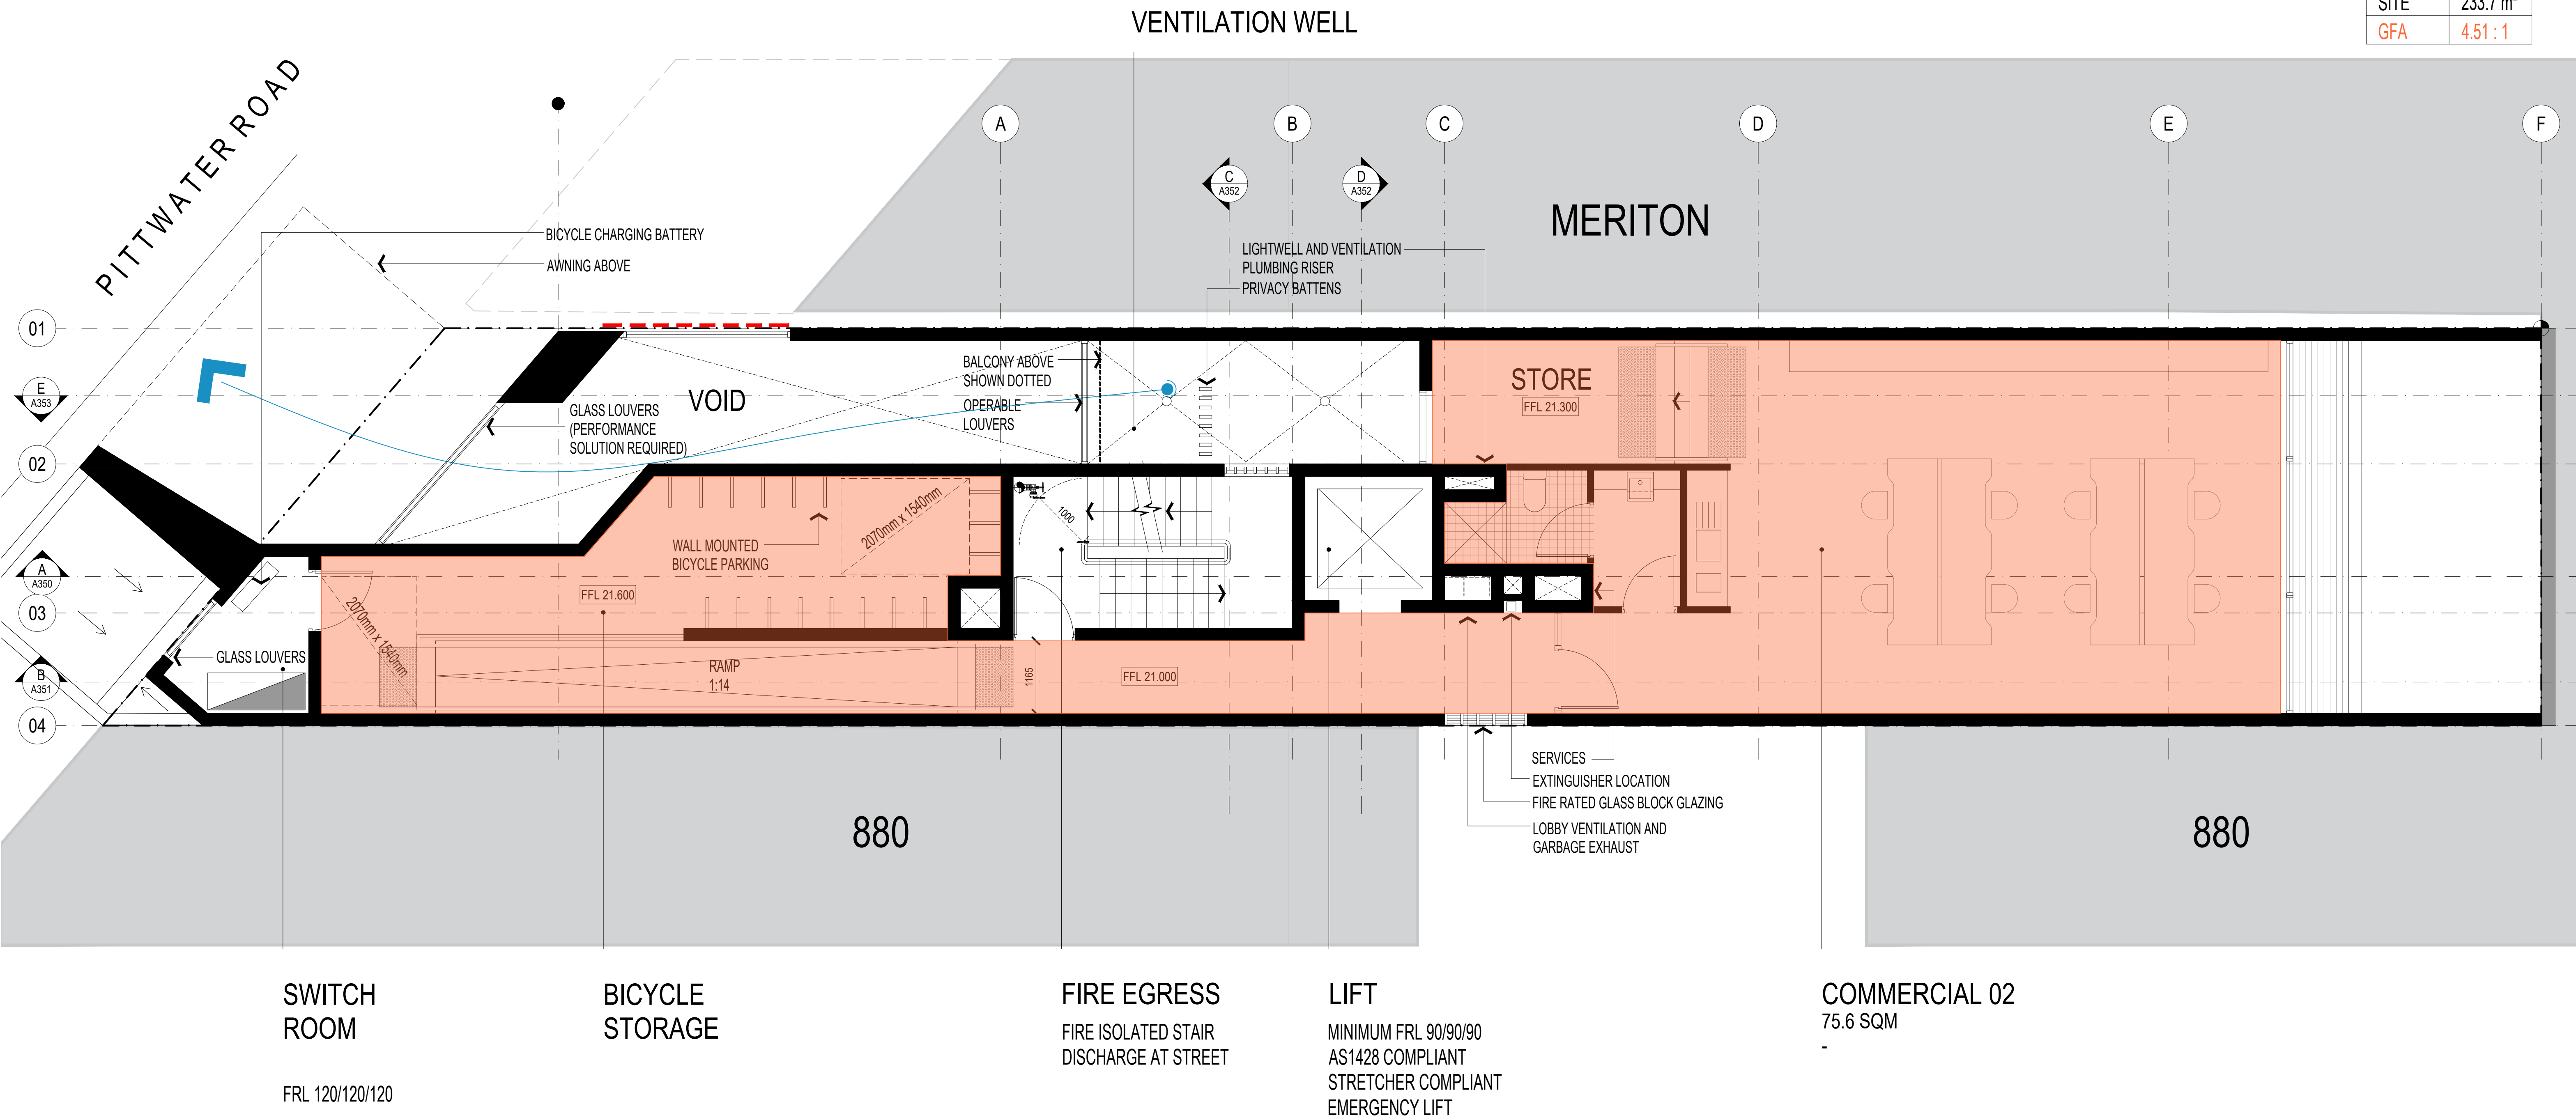 VENTILATION WELL
SITE 233.7 m²
GFA 4.51 : 1
PITTWATER ROAD
A
B
C
D
E
F
C
A352
D
A352
MERITON
BICYCLE CHARGING BATTERY
AWNING ABOVE
LIGHTWELL AND VENTILATION
PLUMBING RISER
PRIVACY BATTENS
01
E
A353
02
A
A350
03
B
A351
04
BALCONY ABOVE
SHOWN DOTTED
OPERABLE
LOUVERS
VOID
GLASS LOUVERS
(PERFORMANCE
SOLUTION REQUIRED)
STORE
FFL 21.300
WALL MOUNTED
BICYCLE PARKING
2070mm x 1540mm
1000
FFL 21.600
2070mm x 1540mm
GLASS LOUVERS
RAMP
1:14
1165
FFL 21.000
SERVICES
EXTINGUISHER LOCATION
FIRE RATED GLASS BLOCK GLAZING
LOBBY VENTILATION AND
GARBAGE EXHAUST
880
880
SWITCH
ROOM
FRL 120/120/120
BICYCLE
STORAGE
FIRE EGRESS
FIRE ISOLATED STAIR
DISCHARGE AT STREET
LIFT
MINIMUM FRL 90/90/90
AS1428 COMPLIANT
STRETCHER COMPLIANT
EMERGENCY LIFT
COMMERCIAL 02
75.6 SQM
-